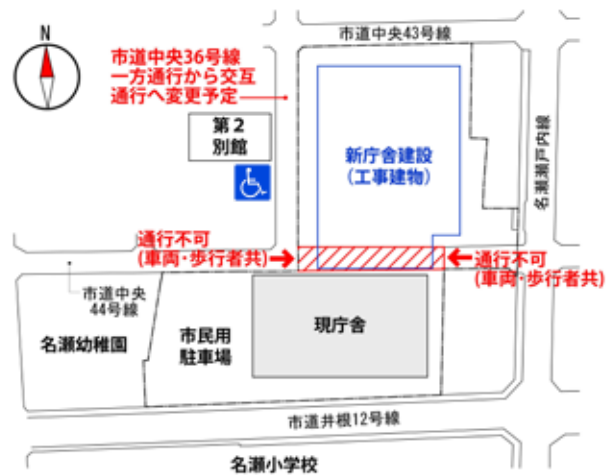 N
市道中央43号線
市道中央36号線
一方通行から交互
通行へ変更予定
第2
別館
新庁舎建設
(工事建物)
名瀬瀬戸内線
通行不可
(車両・歩行者共)
通行不可
(車両・歩行者共)
市道中央
44号線
名瀬幼稚園
市民用
駐車場
現庁舎
市道井根12号線
名瀬小学校